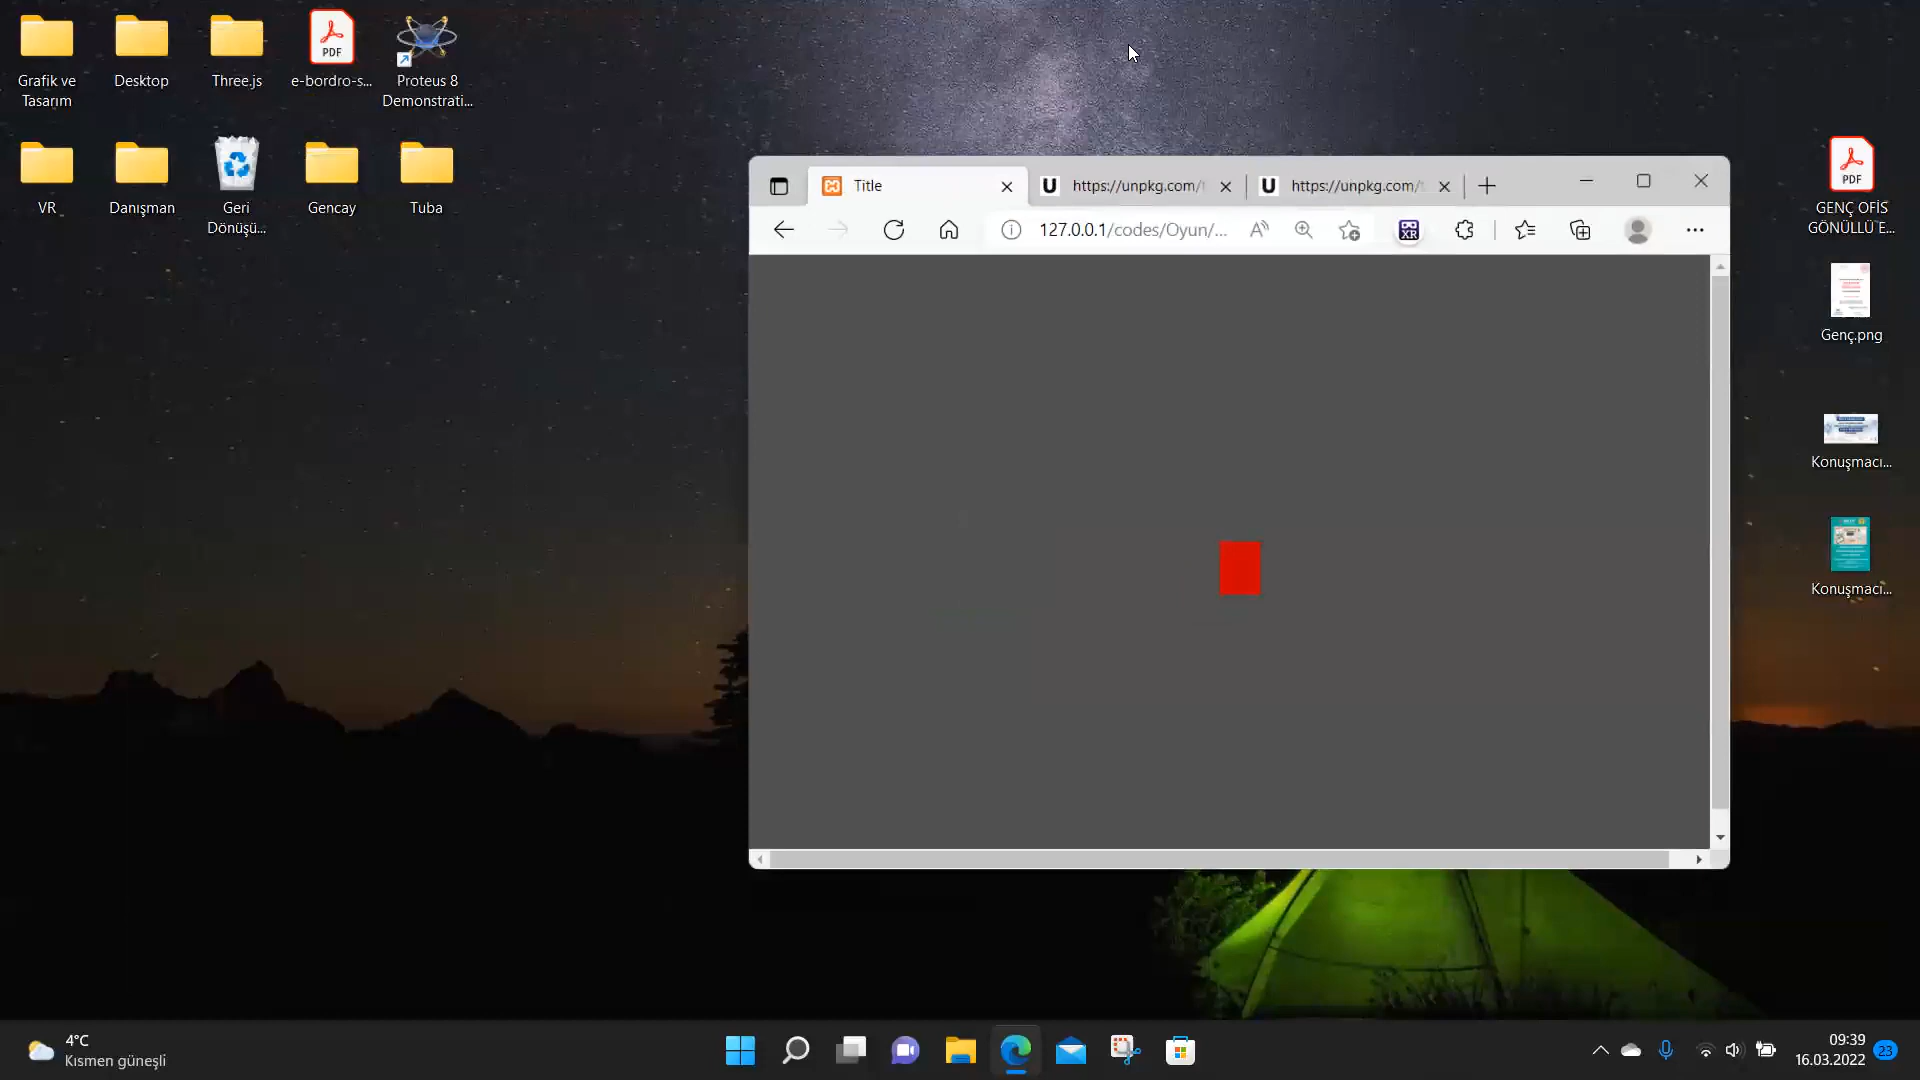 Grafik ve
Tasarım
Desktop
Three.js
PDF
e-bordro-s...
Proteus 8
Demonstrati...
VR
Danışman
Geri
Dönüşü...
Gencay
Tuba
Title
https://unpkg.com/
https://unpkg.com/
127.0.0.1/codes/Oyun/...
XR
PDF
GENÇ OFİS
GÖNÜLLÜ E...
Genç.png
Konuşmacı...
Konuşmacı...
4°C
Kısmen güneşli
09:39
16.03.2022
23